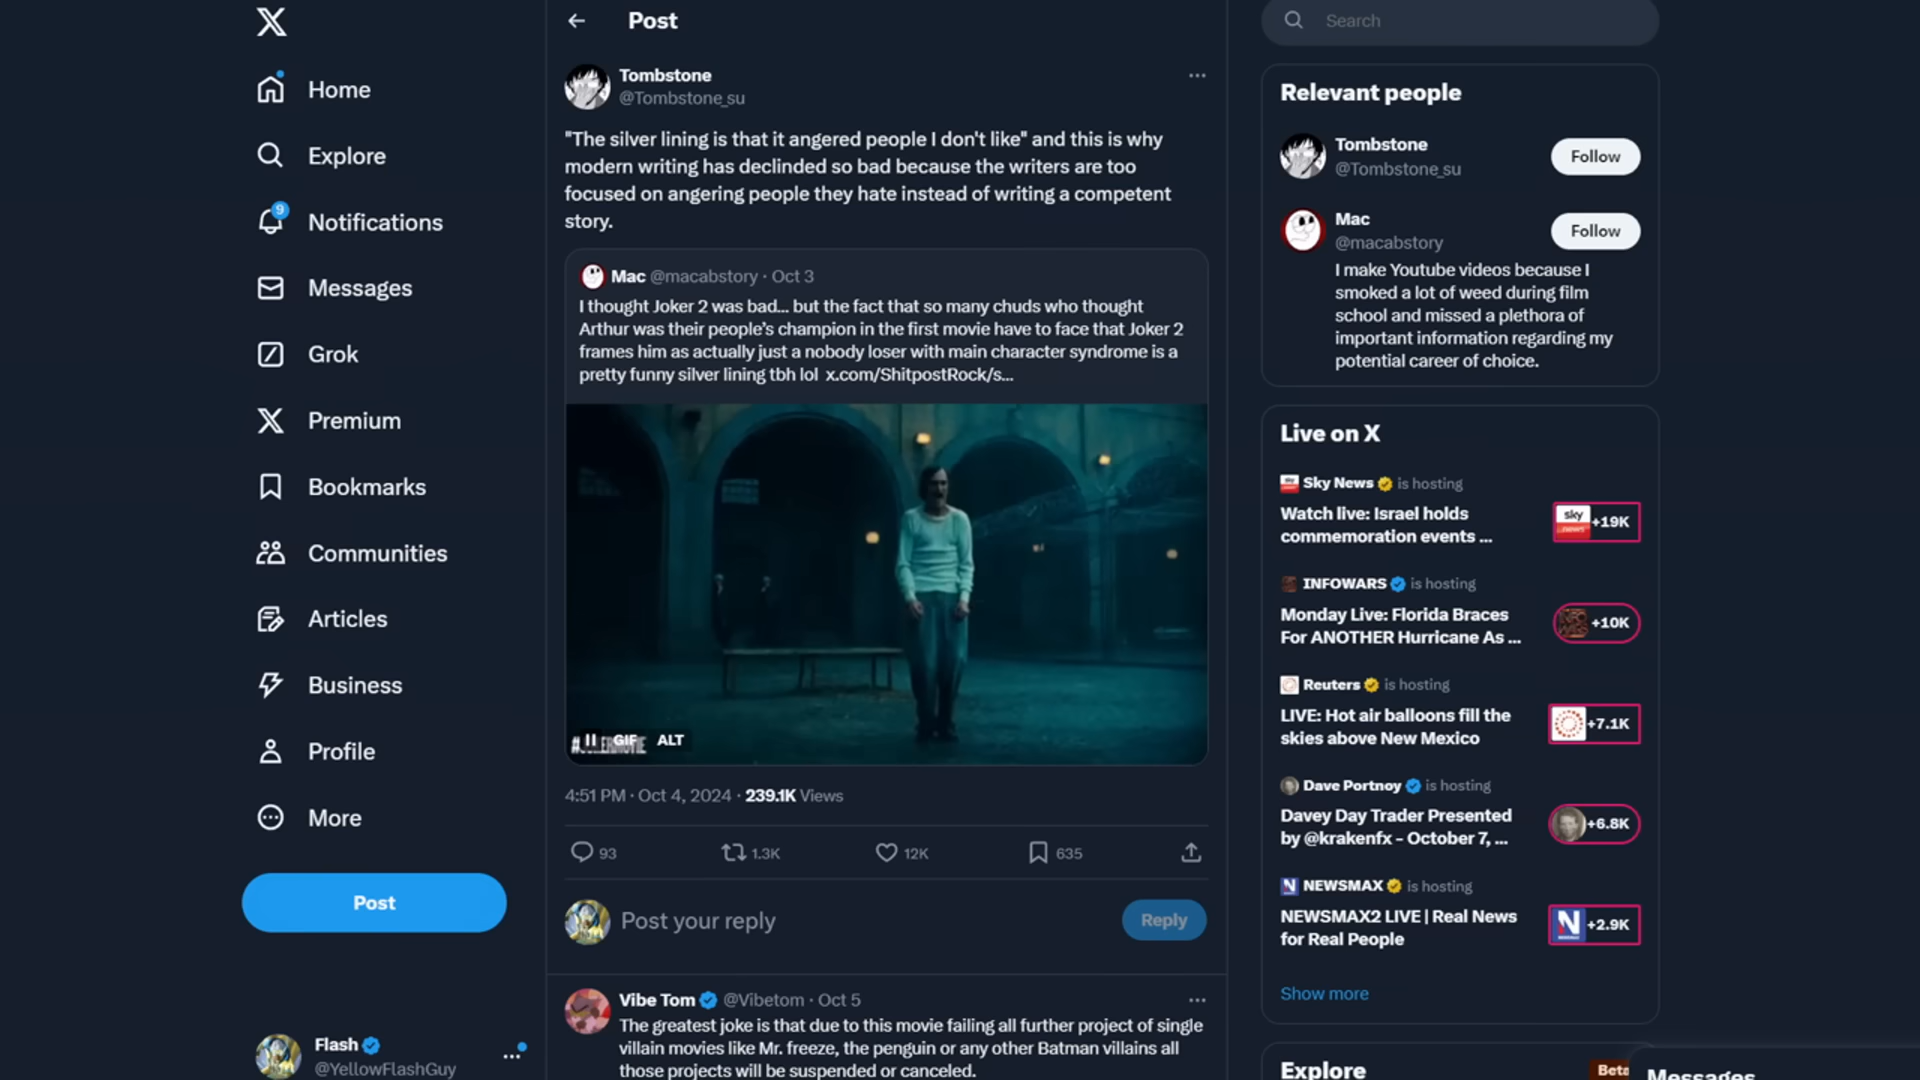 Home
Explore
9
Notifications
Messages
Grok
Premium
Bookmarks
Communities
Articles
Business
Profile
More
Post
Flash
@YellowFlashGuy
Post
Tombstone
@Tombstone_su
"The silver lining is that it angered people I don't like" and this is why
modern writing has declinded so bad because the writers are too
focused on angering people they hate instead of writing a competent
story.
Mac @macabstory · Oct 3
I thought Joker 2 was bad... but the fact that so many chuds who thought
Arthur was their people's champion in the first movie have to face that Joker 2
frames him as actually just a nobody loser with main character syndrome is a
pretty funny silver lining tbh lol x.com/ShitpostRock/s...
GIF ALT
4:51 PM · Oct 4, 2024 · 239.1K Views
93 1.3K 12K 635
Post your reply
Reply
Vibe Tom @Vibetom · Oct 5
The greatest joke is that due to this movie failing all further project of single
villain movies like Mr. freeze, the penguin or any other Batman villains all
those projects will be suspended or canceled.
Search
Relevant people
Tombstone
@Tombstone_su
Follow
Mac
@macabstory
Follow
I make Youtube videos because I
smoked a lot of weed during film
school and missed a plethora of
important information regarding my
potential career of choice.
Live on X
Sky News is hosting
Watch live: Israel holds
commemoration events ...
sky news +19K
INFOWARS is hosting
Monday Live: Florida Braces
For ANOTHER Hurricane As ...
+10K
Reuters is hosting
LIVE: Hot air balloons fill the
skies above New Mexico
+7.1K
Dave Portnoy is hosting
Davey Day Trader Presented
by @krakenfx - October 7, ...
+6.8K
NEWSMAX is hosting
NEWSMAX2 LIVE | Real News
for Real People
+2.9K
Show more
Explore
Beta
Messages